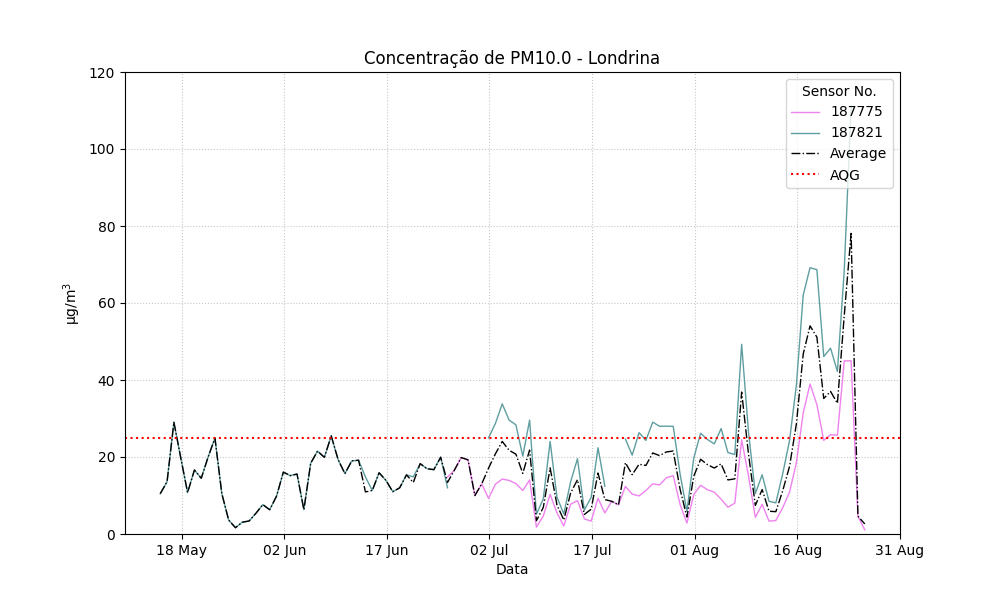 Concentração de PM10.0 - Londrina
120
100
80
60
40
20
0
µg/m³
Sensor No.
187775
187821
Average
AQG
18 May
02 Jun
17 Jun
02 Jul
17 Jul
01 Aug
16 Aug
31 Aug
Data